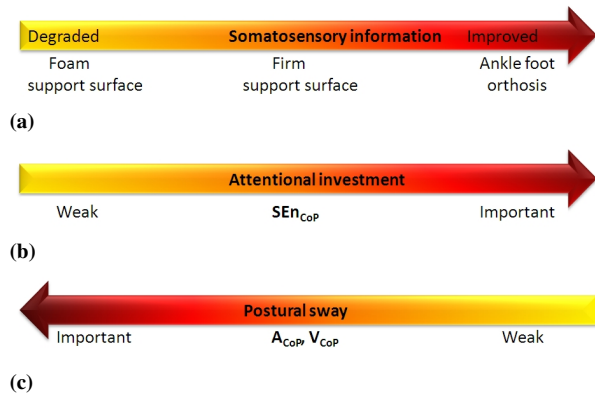 Degraded Somatosensory information Improved
Foam Firm Ankle foot
support surface support surface orthosis
(a)
Attentional investment
Weak SEnCoP Important
(b)
Postural sway
Important ACoP, VCoP Weak
(c)